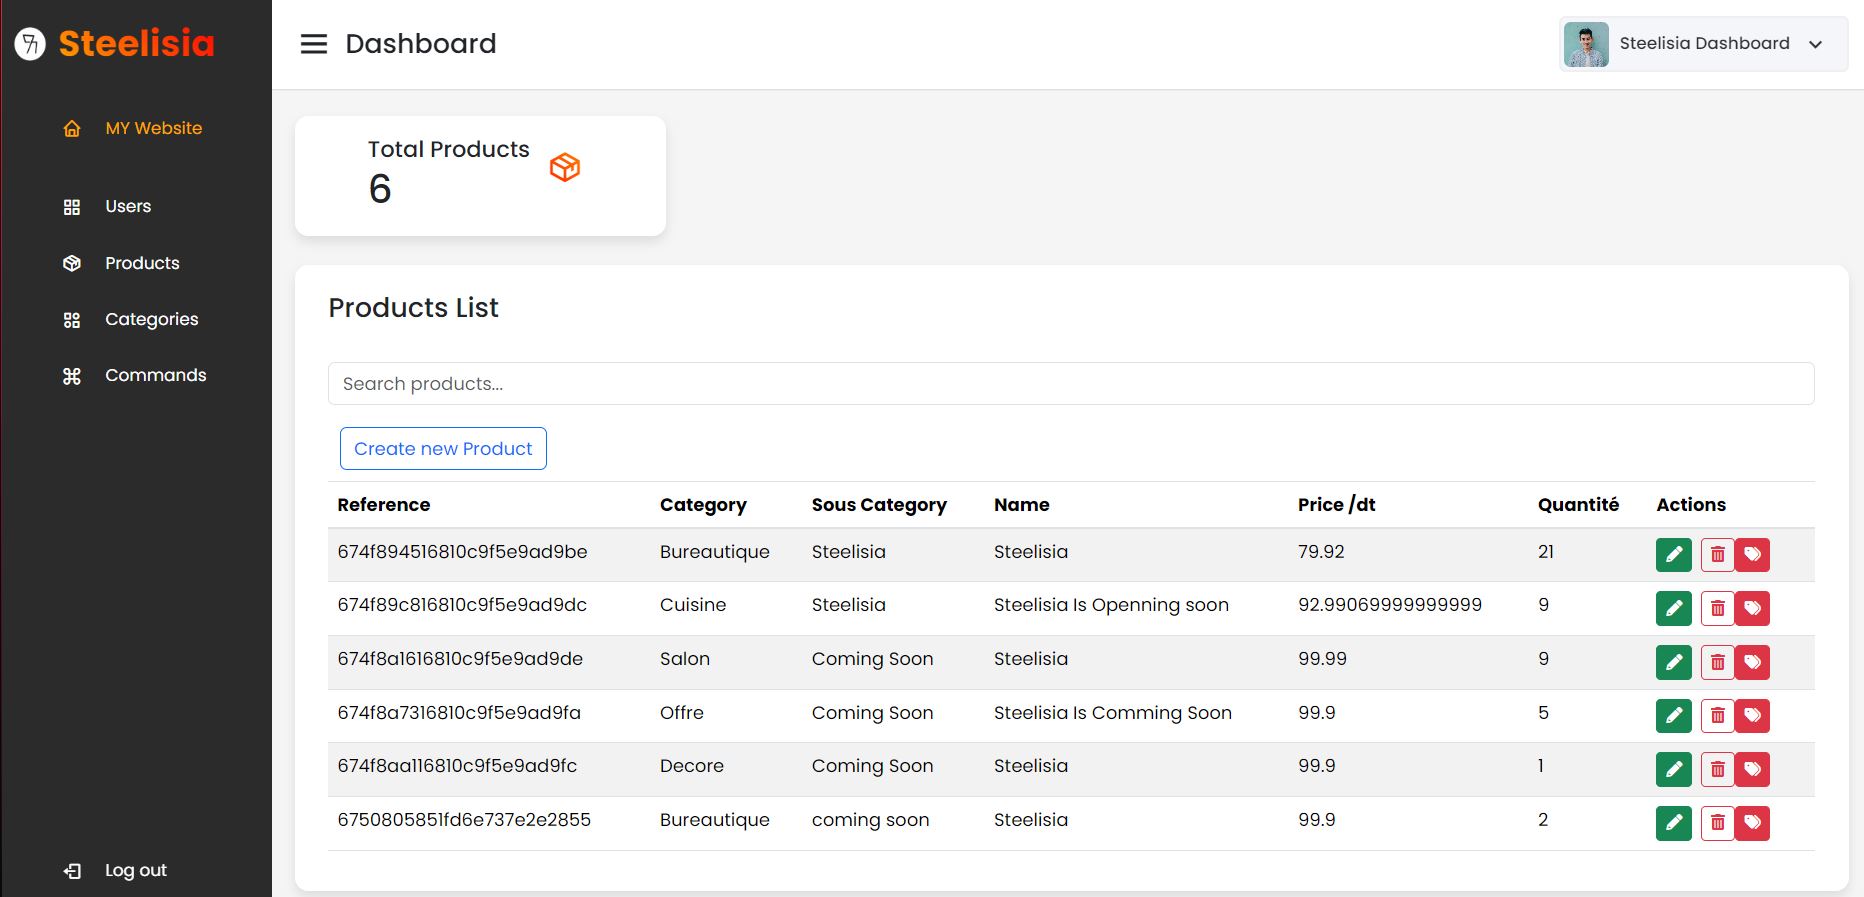 Steelisia
Dashboard
Steelisia Dashboard
MY Website
Users
Products
Categories
Commands
Log out
Total Products
6
Products List
Search products...
Create new Product
Reference Category Sous Category Name Price /dt Quantité Actions
674f894516810c9f5e9ad9be Bureautique Steelisia Steelisia 79.92 21
674f89c816810c9f5e9ad9dc Cuisine Steelisia Steelisia Is Openning soon 92.99069999999999 9
674f8a1616810c9f5e9ad9de Salon Coming Soon Steelisia 99.99 9
674f8a7316810c9f5e9ad9fa Offre Coming Soon Steelisia Is Comming Soon 99.9 5
674f8aa116810c9f5e9ad9fc Decore Coming Soon Steelisia 99.9 1
6750805851fd6e737e2e2855 Bureautique coming soon Steelisia 99.9 2